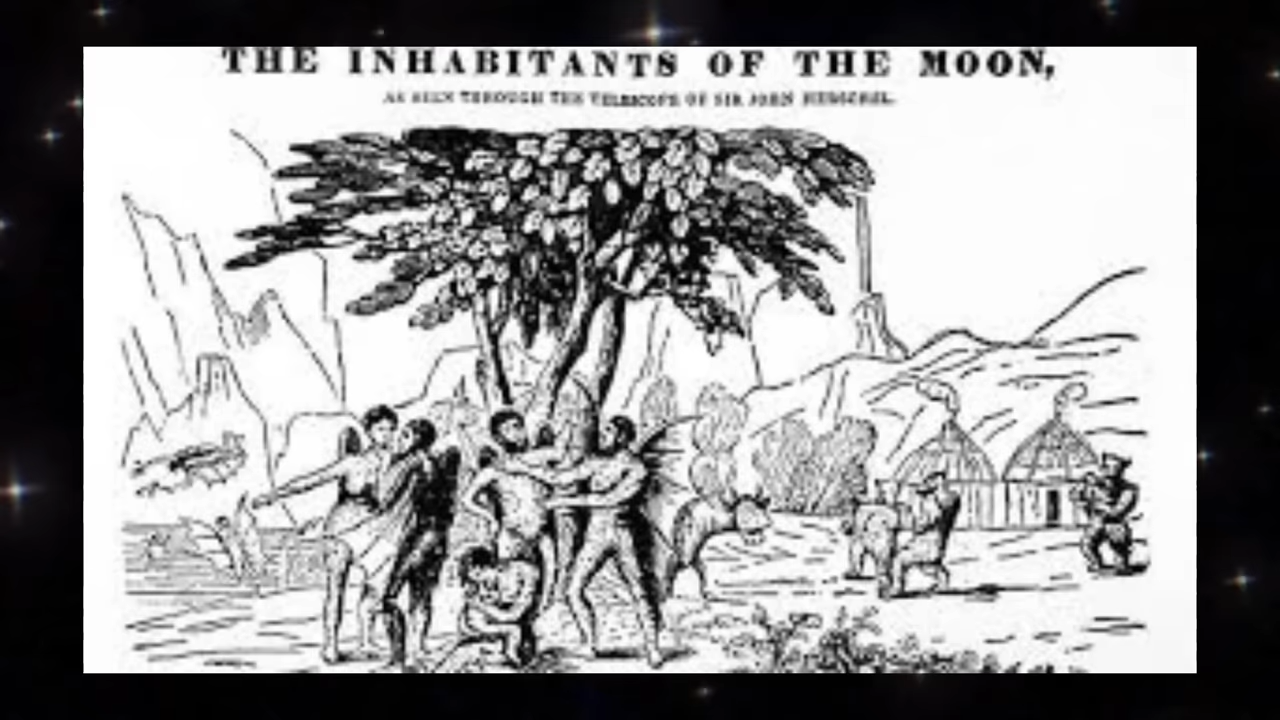 THE INHABITANTS OF THE MOON,
AS SEEN THROUGH THE TELESCOPE OF SIR JOHN HERSCHEL.